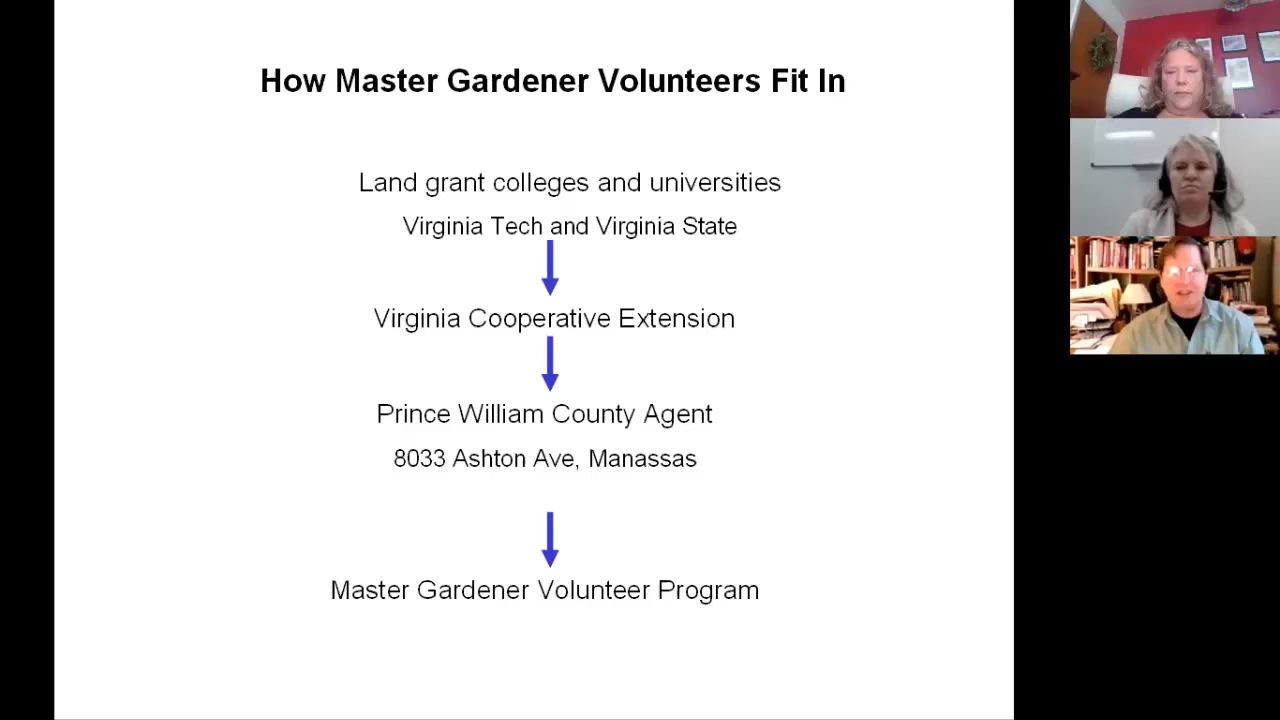 How Master Gardener Volunteers Fit In
Land grant colleges and universities
Virginia Tech and Virginia State
Virginia Cooperative Extension
Prince William County Agent
8033 Ashton Ave, Manassas
Master Gardener Volunteer Program